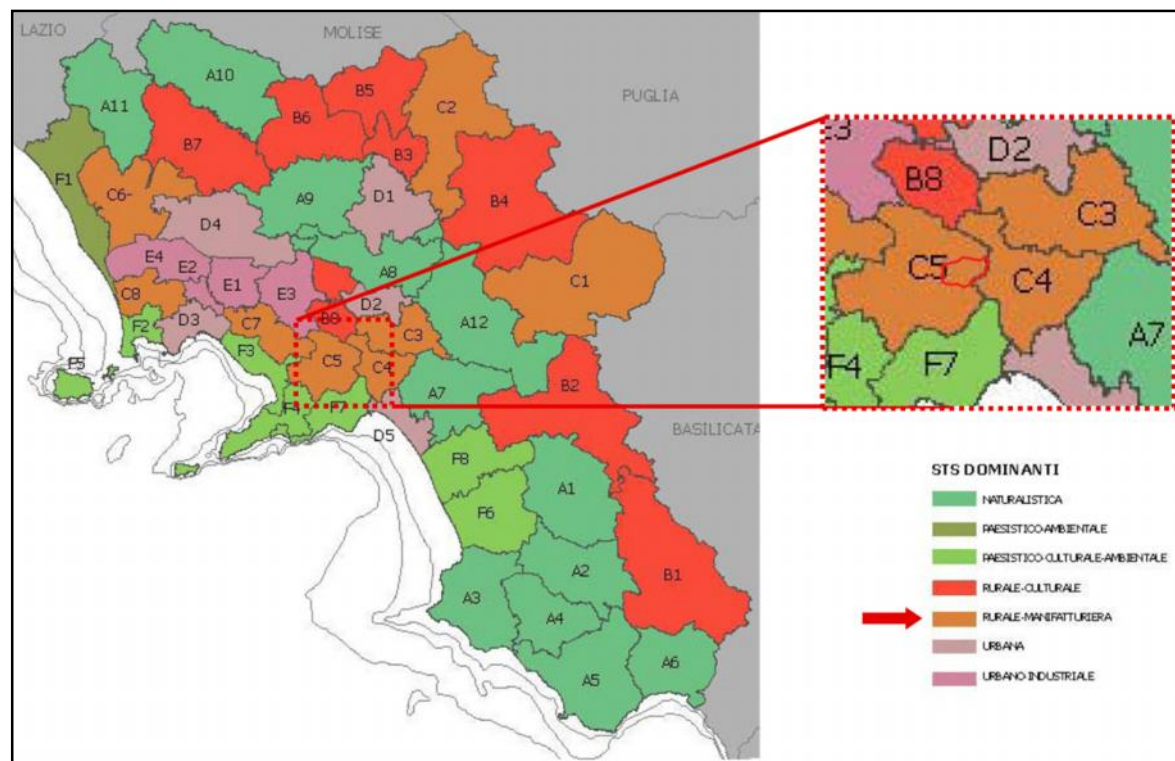 LAZIO
MOLISE
PUGLIA
BASILICATA
A11
A10
B5
B6
C2
B7
B3
F1
C6-
A9
D1
B4
D4
E4
E2
E1
E3
A8
C1
C8
D2
B8
A12
F2
D3
C7
C3
F3
C5
C4
F5
A7
B2
F4
F7
D5
F8
A1
F6
A2
B1
A3
A4
A5
A6
E3
D2
B8
C3
C5
C4
A7
F4
F7
STS DOMINANTI
NATURALISTICA
PAESISTICO-AMBIENTALE
PAESISTICO-CULTURALE-AMBIENTALE
RURALE-CULTURALE
RURALE-MANIFATTURIERA
URBANA
URBANO INDUSTRIALE